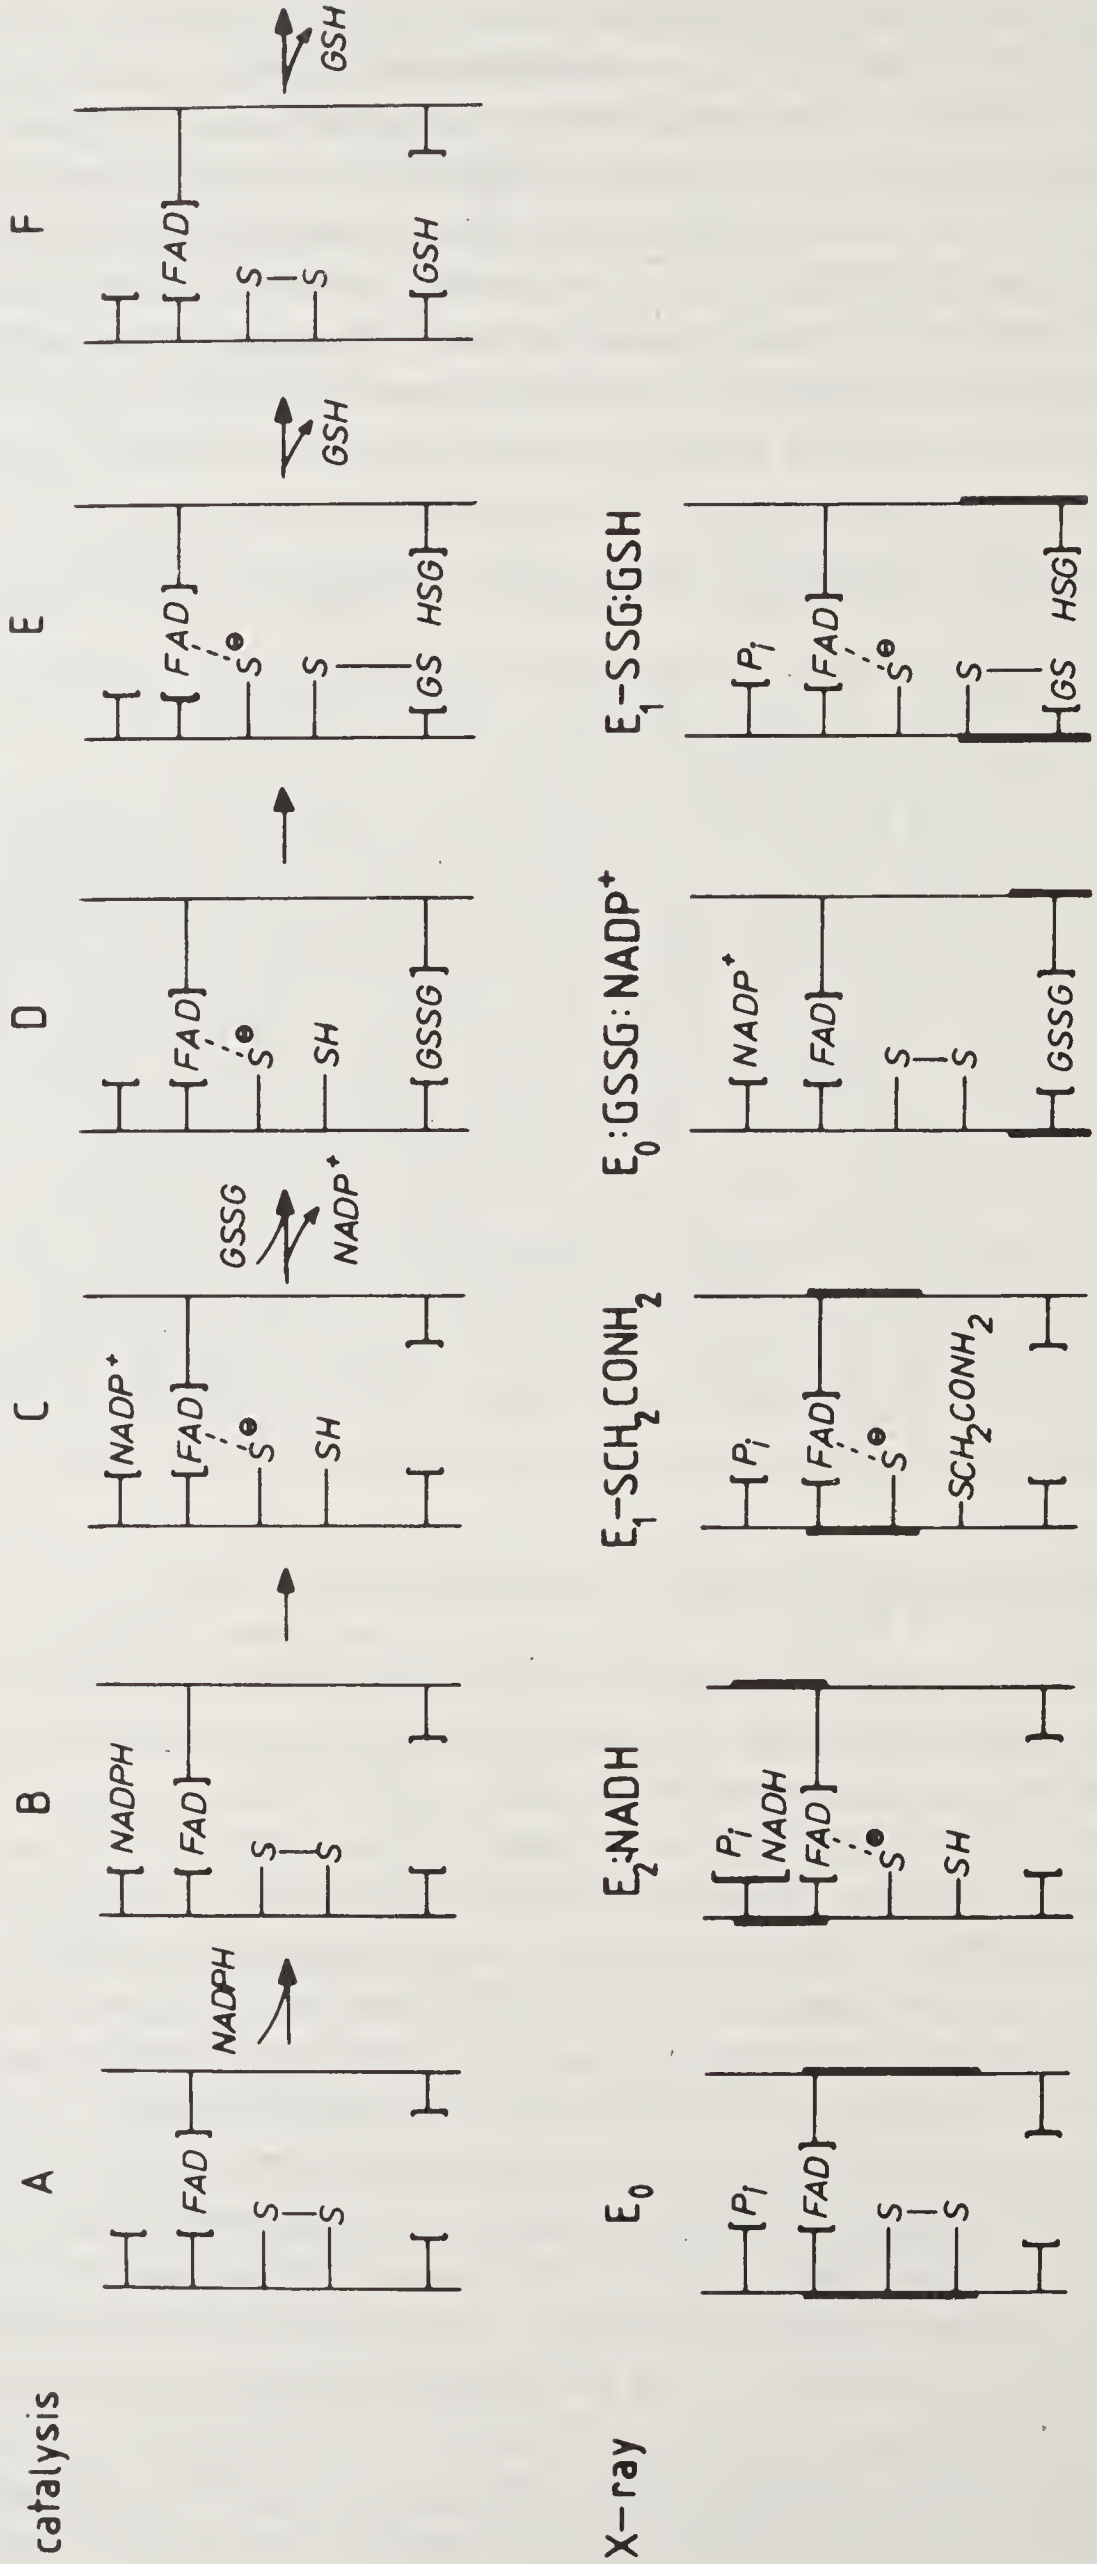 catalysis
A
B
C
D
E
F
[FAD]
S—S
NADPH
[NADPH
[FAD]
S—S
[NADP+
[FAD]
S⊖
SH
GSSG
NADP+
[FAD]
S⊖
SH
[GSSG]
[FAD]
S⊖
S
[GS HSG]
GSH
[FAD]
S—S
[GSH
GSH
X-ray
E0
E2:NADH
E1-SCH2CONH2
E0:GSSG:NADP+
E1-SSG:GSH
[Pi
[FAD]
S—S
[Pi
[NADH
[FAD]
S⊖
SH
[Pi
[FAD]
S⊖
SCH2CONH2
[NADP+
[FAD]
S—S
[GSSG]
[Pi
[FAD]
S⊖
S
[GS HSG]